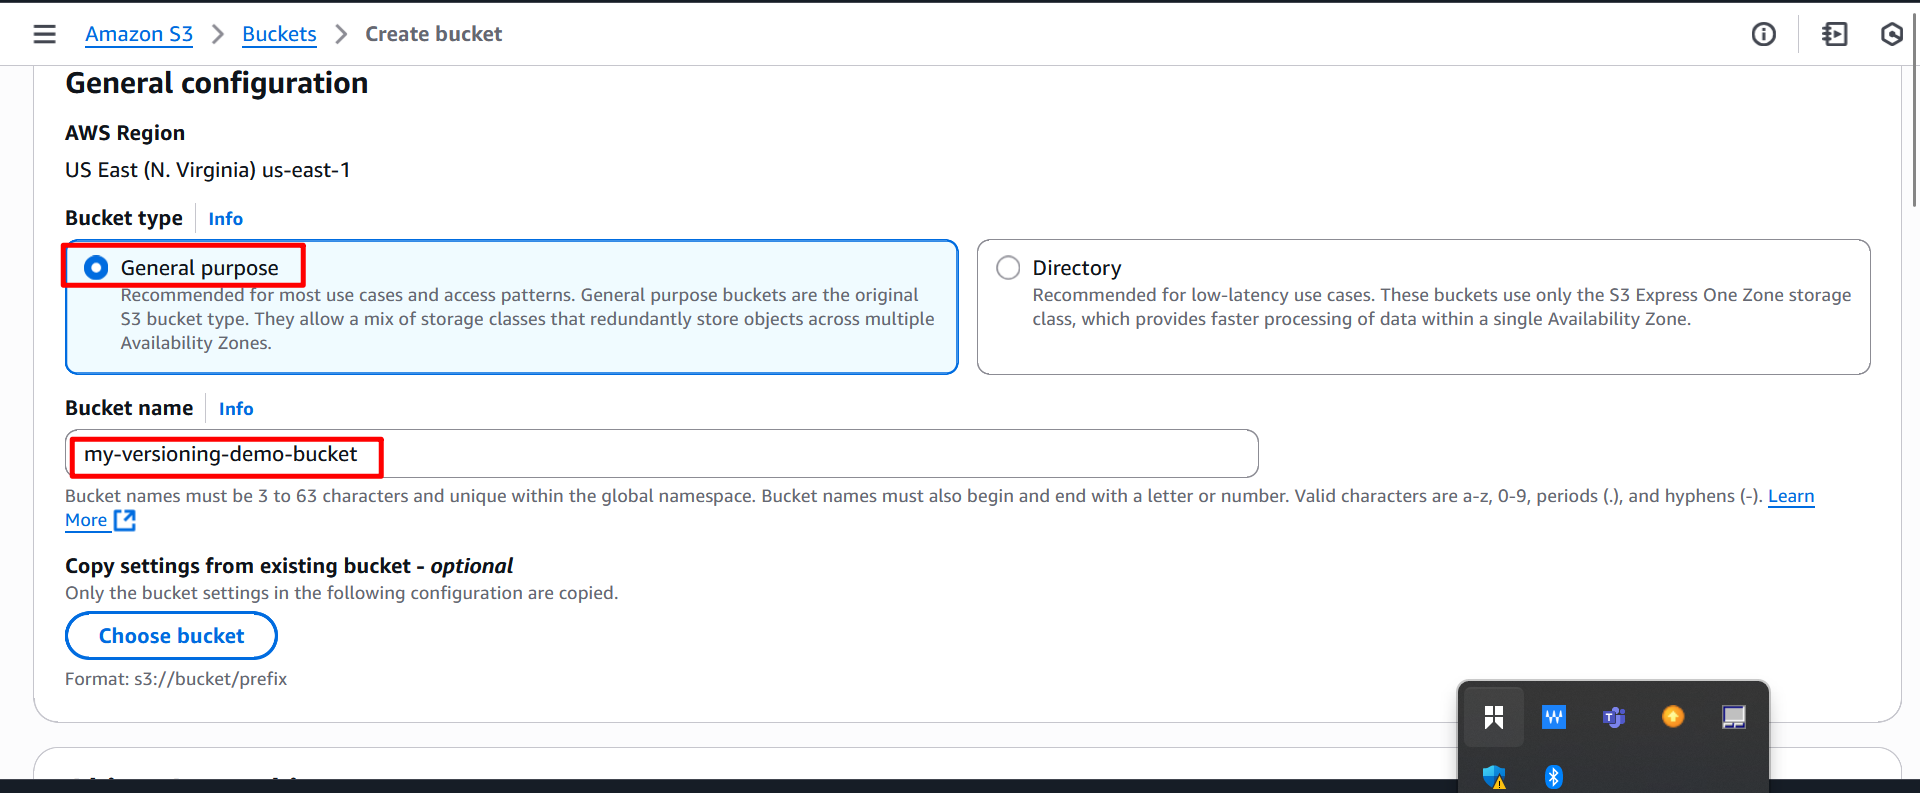 Amazon S3 > Buckets > Create bucket
General configuration
AWS Region
US East (N. Virginia) us-east-1
Bucket type Info
General purpose
Recommended for most use cases and access patterns. General purpose buckets are the original
S3 bucket type. They allow a mix of storage classes that redundantly store objects across multiple
Availability Zones.
Directory
Recommended for low-latency use cases. These buckets use only the S3 Express One Zone storage
class, which provides faster processing of data within a single Availability Zone.
Bucket name Info
my-versioning-demo-bucket
Bucket names must be 3 to 63 characters and unique within the global namespace. Bucket names must also begin and end with a letter or number. Valid characters are a-z, 0-9, periods (.), and hyphens (-). Learn
More
Copy settings from existing bucket - optional
Only the bucket settings in the following configuration are copied.
Choose bucket
Format: s3://bucket/prefix